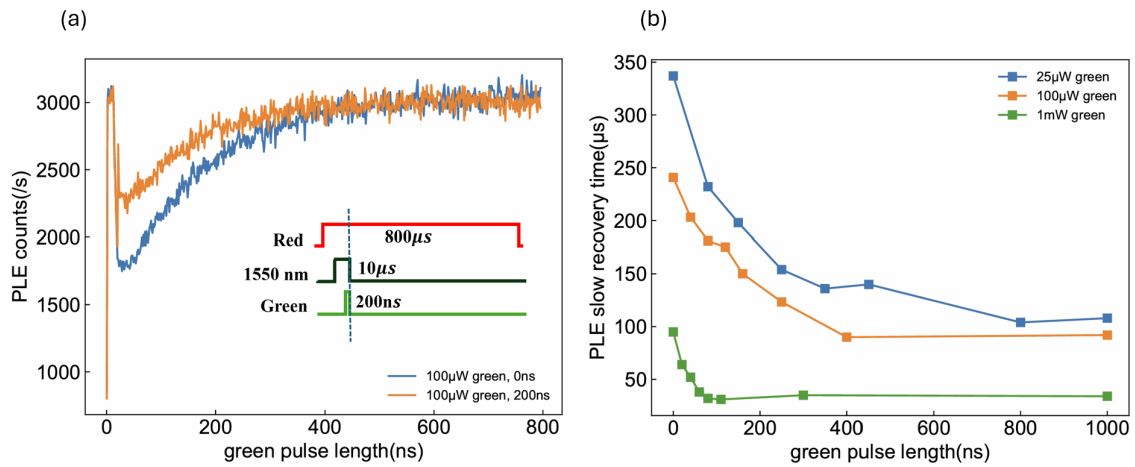 (a)
PLE counts(/s)
3000
2500
2000
1500
1000
Red
800μs
1550 nm
10μs
Green
200ns
100μW green, 0ns
100μW green, 200ns
0
200
400
600
800
green pulse length(ns)
(b)
PLE slow recovery time(μs)
350
300
250
200
150
100
50
25μW green
100μW green
1mW green
0
200
400
600
800
1000
green pulse length(ns)